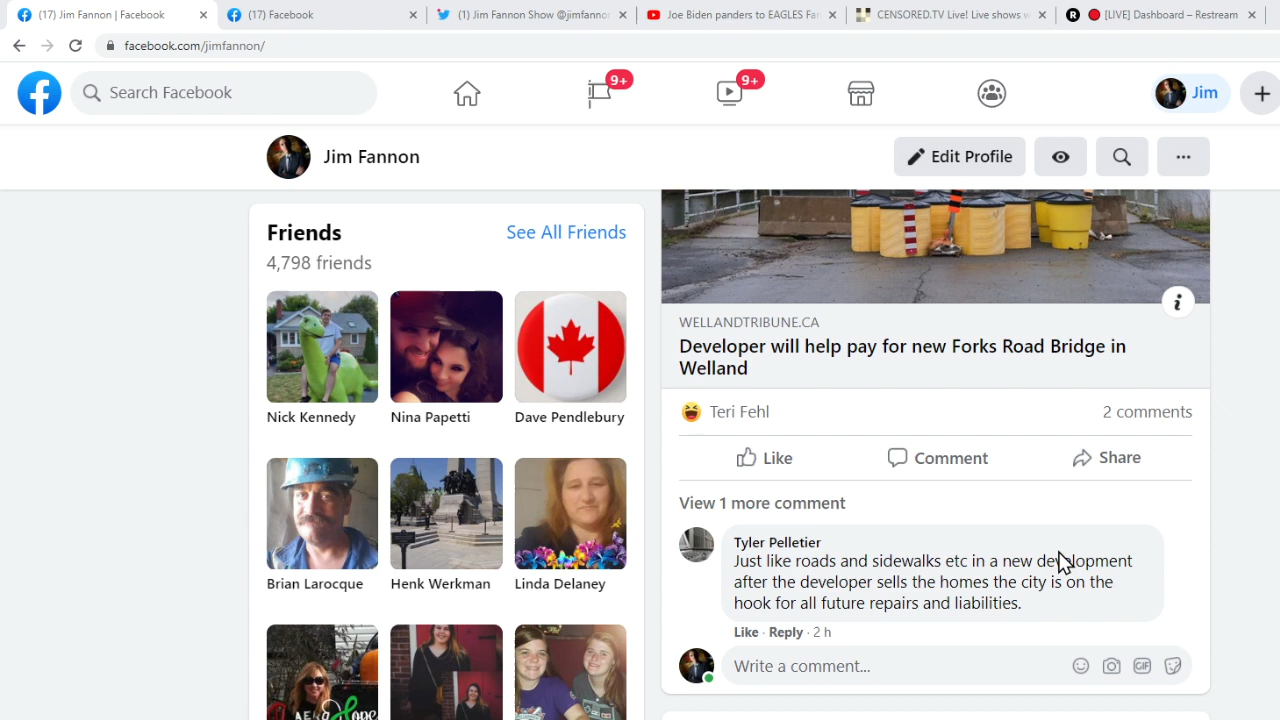 (17) Jim Fannon | Facebook
(17) Facebook
(1) Jim Fannon Show @jimfannon
Joe Biden panders to EAGLES Fan
CENSORED.TV Live! Live shows w
[LIVE] Dashboard – Restream
facebook.com/jimfannon/
Search Facebook
9+
9+
Jim
Jim Fannon
Edit Profile
Friends
See All Friends
4,798 friends
Nick Kennedy
Nina Papetti
Dave Pendlebury
Brian Larocque
Henk Werkman
Linda Delaney
WELLANDTRIBUNE.CA
Developer will help pay for new Forks Road Bridge in
Welland
Teri Fehl
2 comments
Like
Comment
Share
View 1 more comment
Tyler Pelletier
Just like roads and sidewalks etc in a new development
after the developer sells the homes the city is on the
hook for all future repairs and liabilities.
Like · Reply · 2 h
Write a comment...
GIF